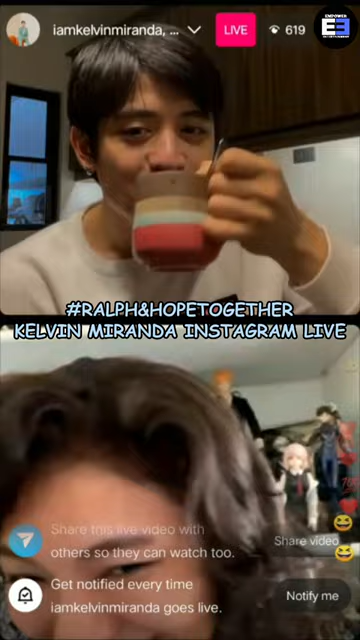 iamkelvinmiranda, ...
LIVE
619
EMPOWER
#RALPH&HOPETOGETHER
KELVIN MIRANDA INSTAGRAM LIVE
Share this live video with
others so they can watch too.
Share video
Get notified every time
iamkelvinmiranda goes live.
Notify me